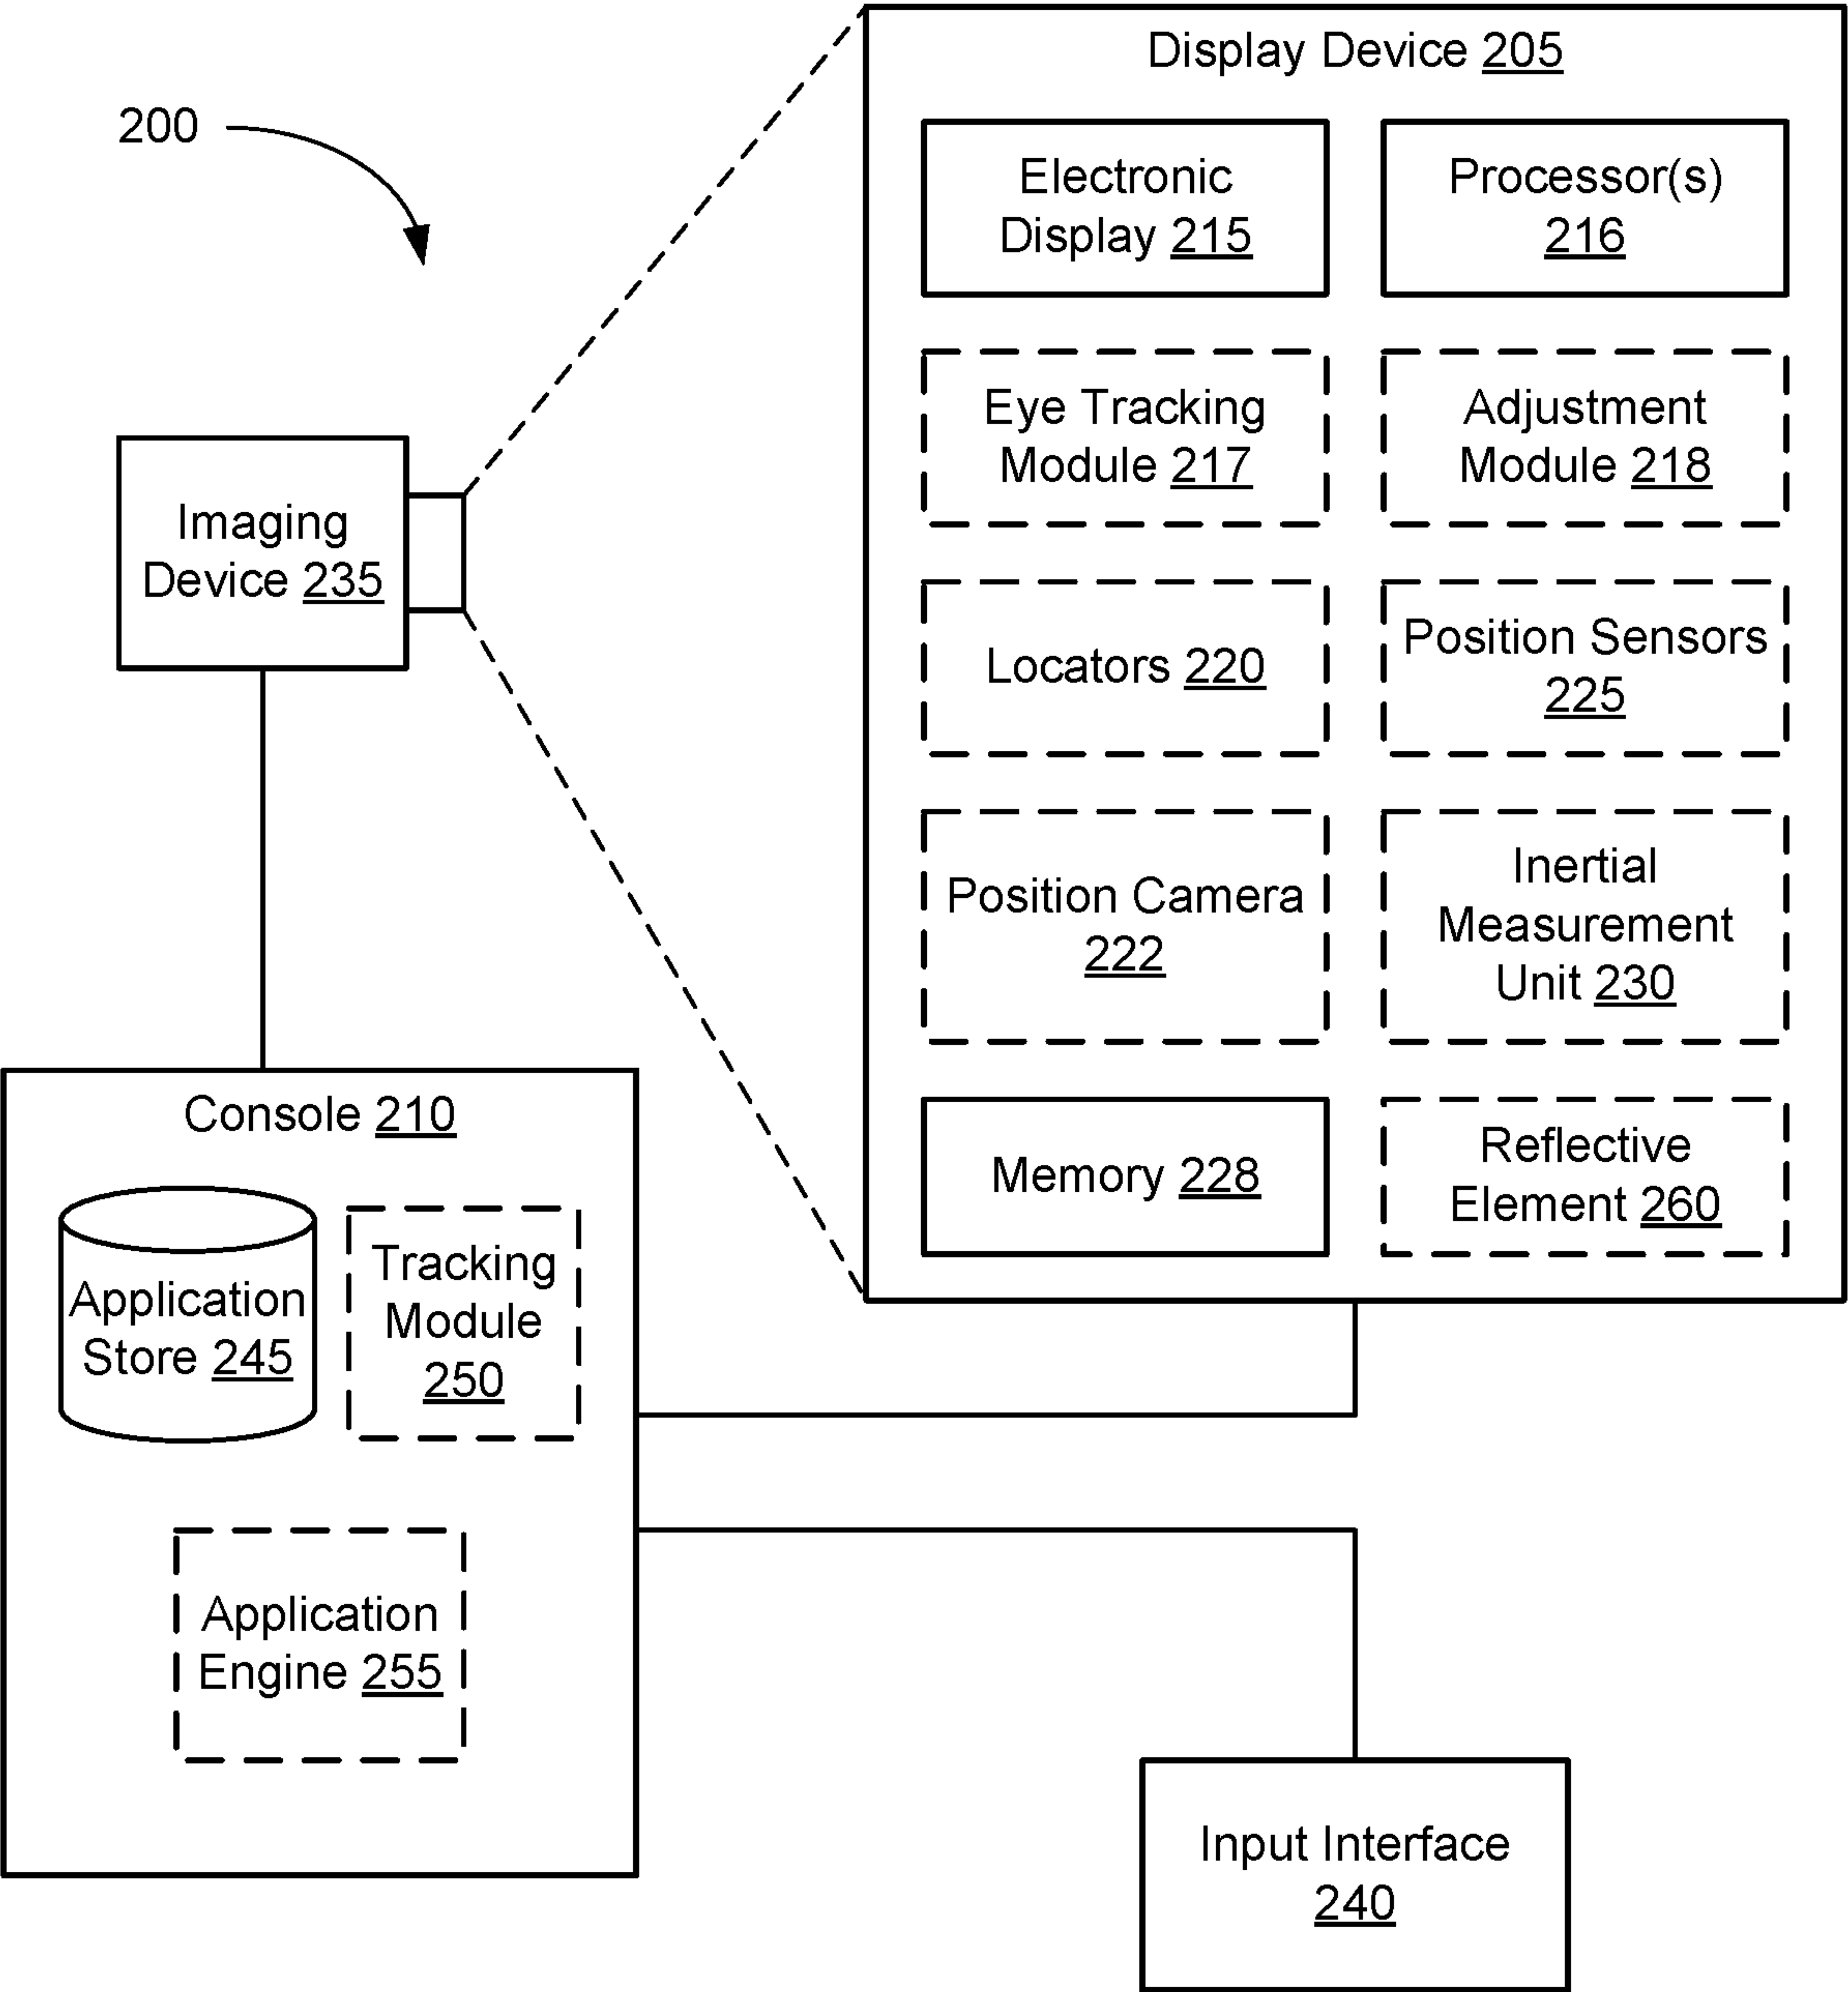 200
Display Device 205
Electronic
Display 215
Processor(s)
216
Eye Tracking
Module 217
Adjustment
Module 218
Locators 220
Position Sensors
225
Position Camera
222
Inertial
Measurement
Unit 230
Memory 228
Reflective
Element 260
Imaging
Device 235
Console 210
Application
Store 245
Tracking
Module
250
Application
Engine 255
Input Interface
240